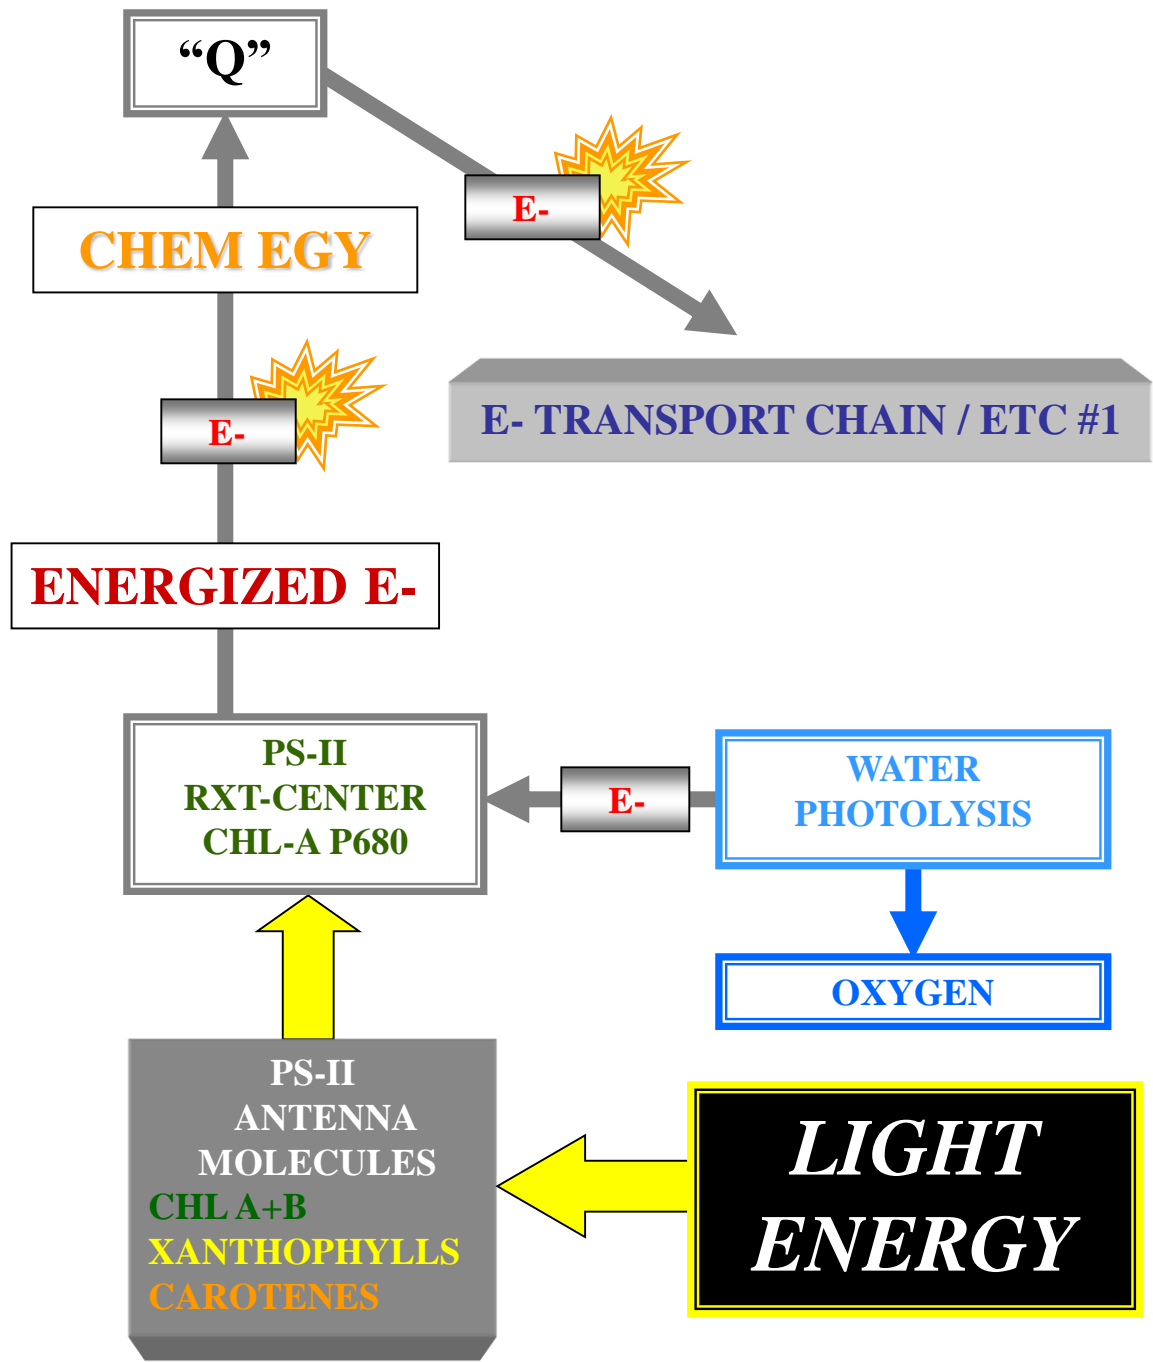 “Q”
E-
CHEM EGY
E-
E- TRANSPORT CHAIN / ETC #1
ENERGIZED E-
PS-II
RXT-CENTER
CHL-A P680
E-
WATER
PHOTOLYSIS
OXYGEN
PS-II
ANTENNA
MOLECULES
CHL A+B
XANTHOPHYLLS
CAROTENES
LIGHT
ENERGY